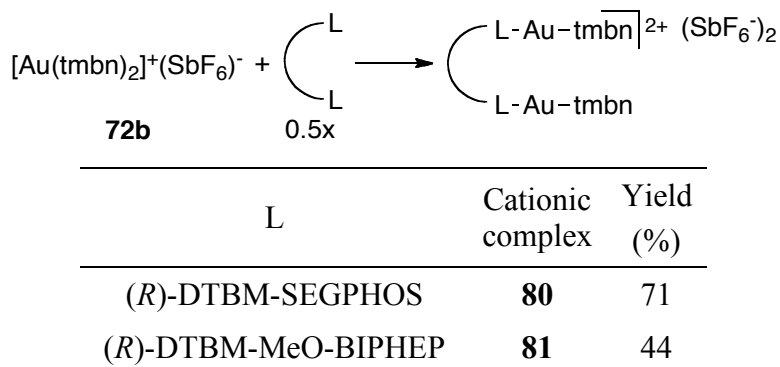 L L-Au-tmbn 2+ (SbF6-)2
[Au(tmbn)2]+(SbF6)- +
L L-Au-tmbn
72b 0.5x
L Cationic complex Yield (%)
(R)-DTBM-SEGPHOS 80 71
(R)-DTBM-MeO-BIPHEP 81 44